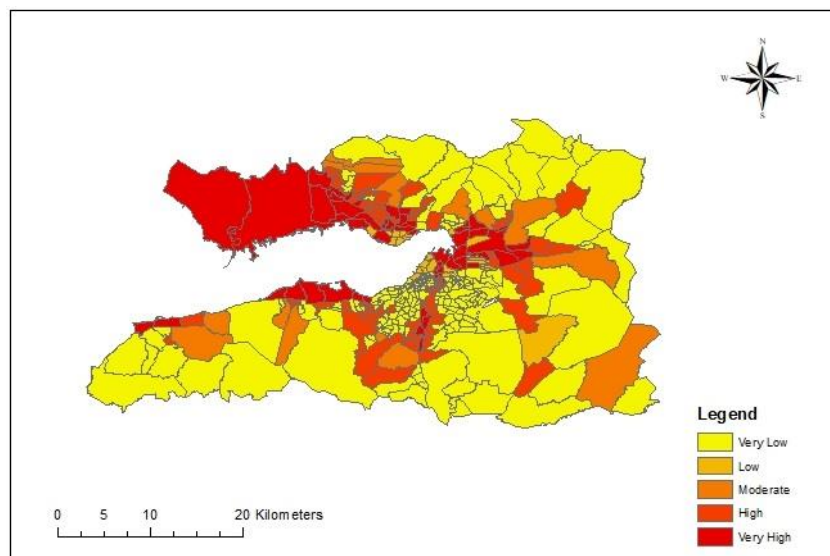 N
W E
S
Legend
Very Low
Low
Moderate
High
Very High
0 5 10 20 Kilometers